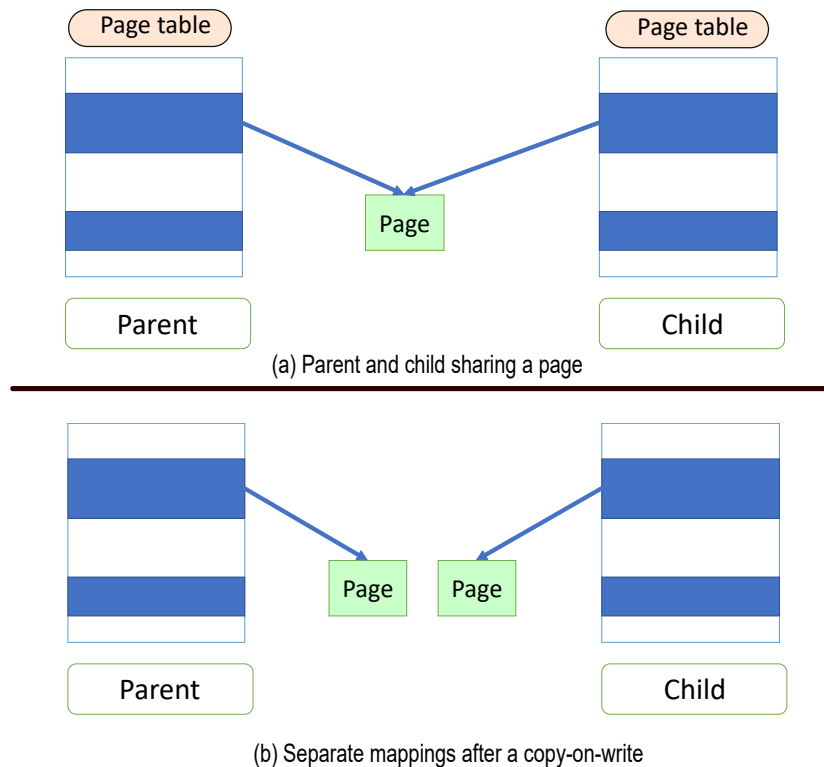 Page table
Page table
Page
Parent
Child
(a) Parent and child sharing a page
Page
Page
Parent
Child
(b) Separate mappings after a copy-on-write